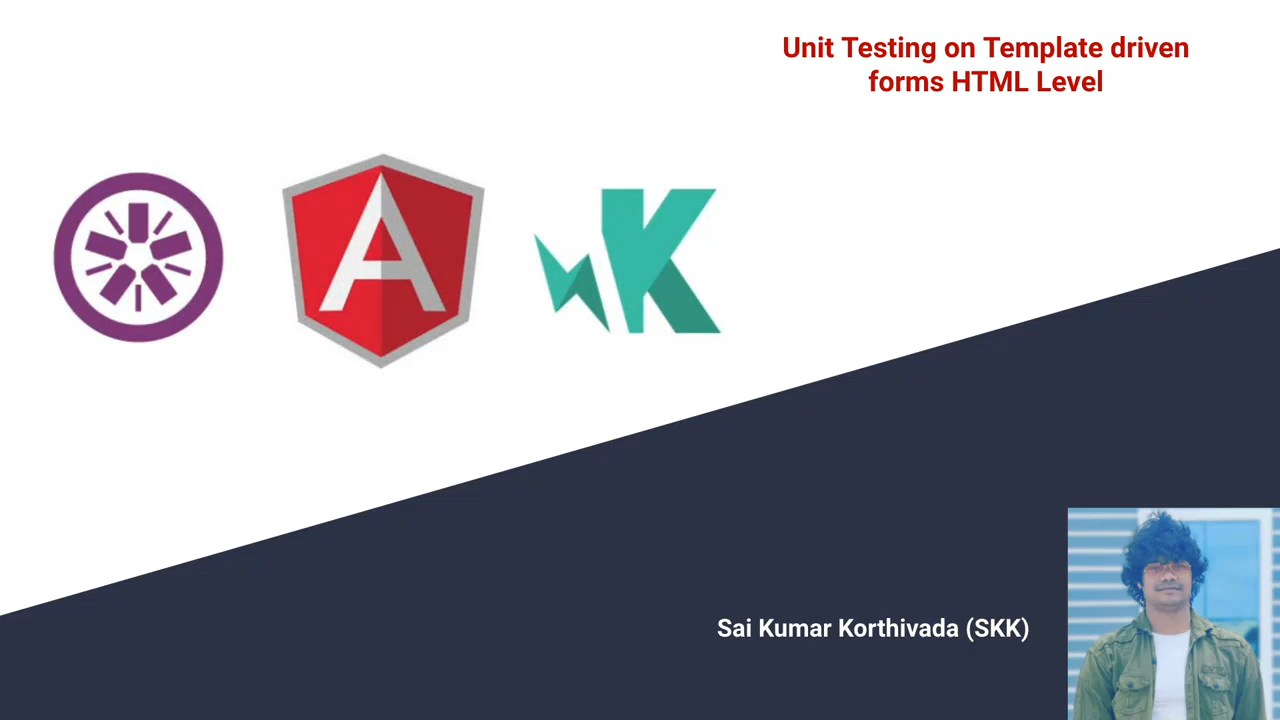 Unit Testing on Template driven
forms HTML Level
Sai Kumar Korthivada (SKK)